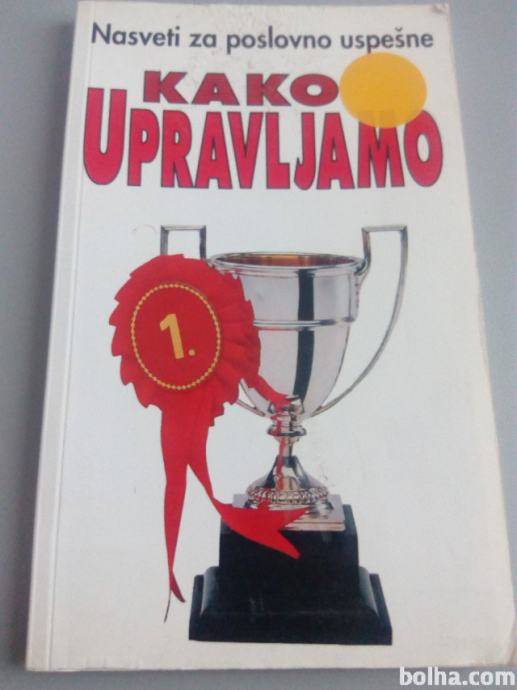 Nasveti za poslovno uspešne
KAKO
UPRAVLJAMO
1.
bolha.com